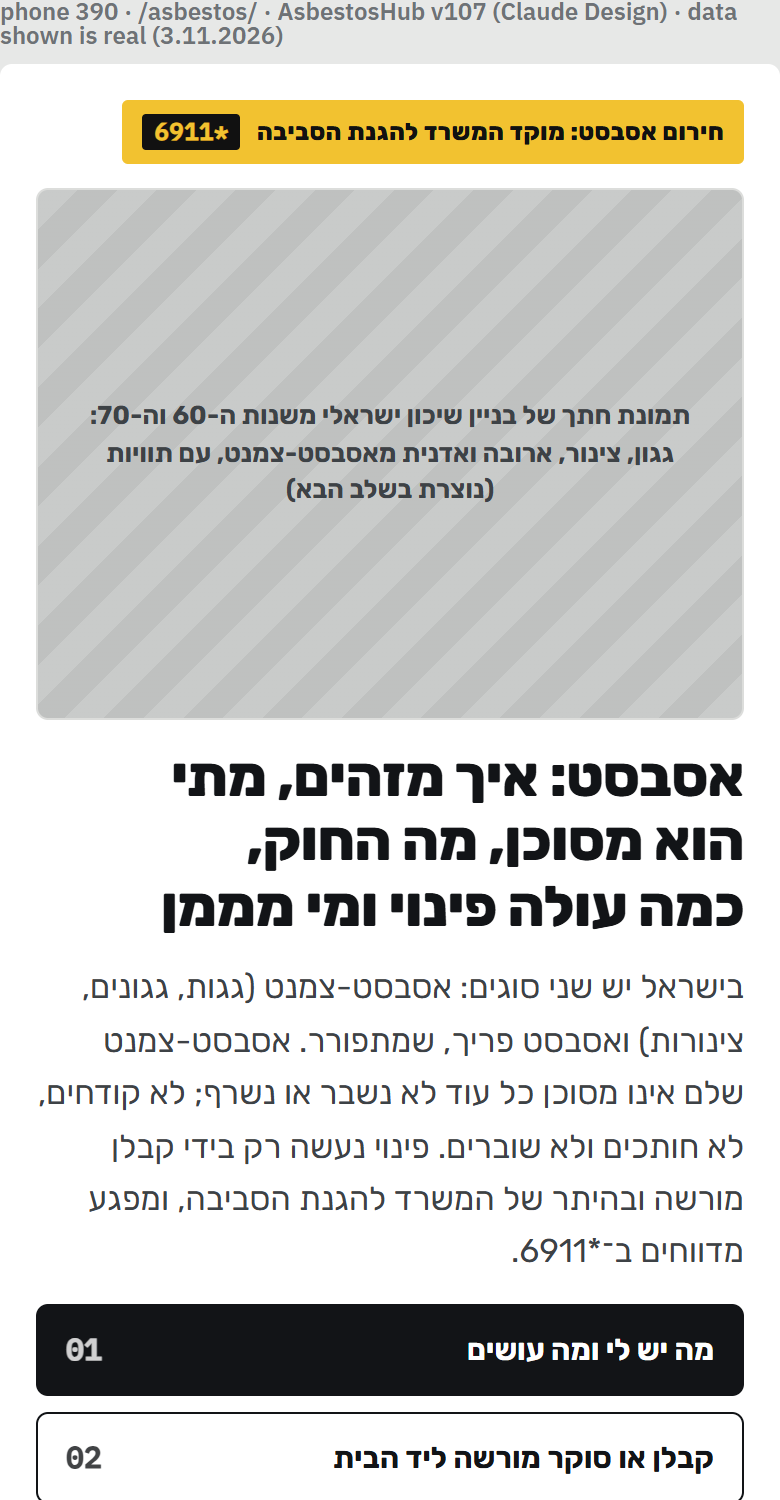 phone 390 · /asbestos/ · AsbestosHub v107 (Claude Design) · data
shown is real (3.11.2026)
חירום אסבסט: מוקד המשרד להגנת הסביבה 6911*
תמונת חתך של בניין שיכון ישראלי משנות ה-60 וה-70:
גגון, צינור, ארובה ואדנית מאסבסט-צמנט, עם תוויות
(נוצרת בשלב הבא)
אסבסט: איך מזהים, מתי
הוא מסוכן, מה החוק,
כמה עולה פינוי ומי מממן
בישראל יש שני סוגים: אסבסט-צמנט (גגות, גגונים,
צינורות) ואסבסט פריך, שמתפורר. אסבסט-צמנט
שלם אינו מסוכן כל עוד לא נשבר או נשרף; לא קודחים,
לא חותכים ולא שוברים. פינוי נעשה רק בידי קבלן
מורשה ובהיתר של המשרד להגנת הסביבה, ומפגע
מדווחים ב־*6911.
מה יש לי ומה עושים 01
קבלן או סוקר מורשה ליד הבית 02